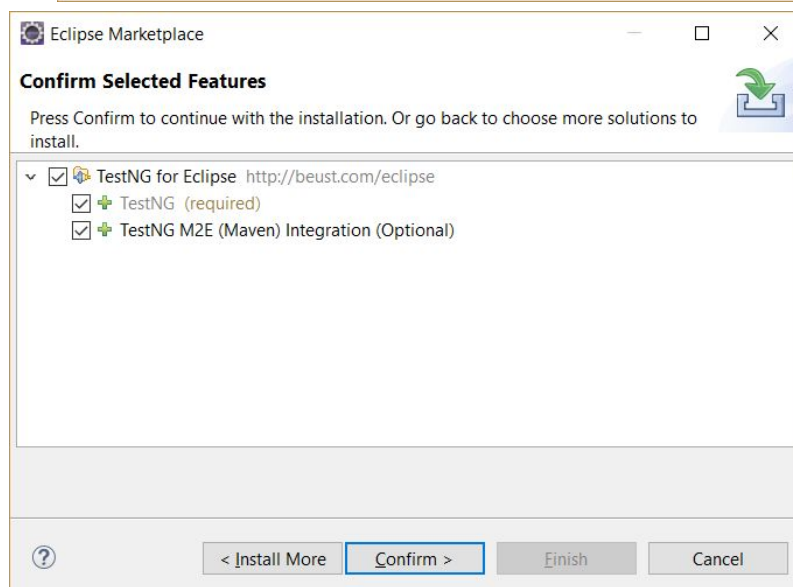 Eclipse Marketplace
Confirm Selected Features
Press Confirm to continue with the installation. Or go back to choose more solutions to
install.
TestNG for Eclipse http://beust.com/eclipse
TestNG (required)
TestNG M2E (Maven) Integration (Optional)
? < Install More Confirm > Finish Cancel